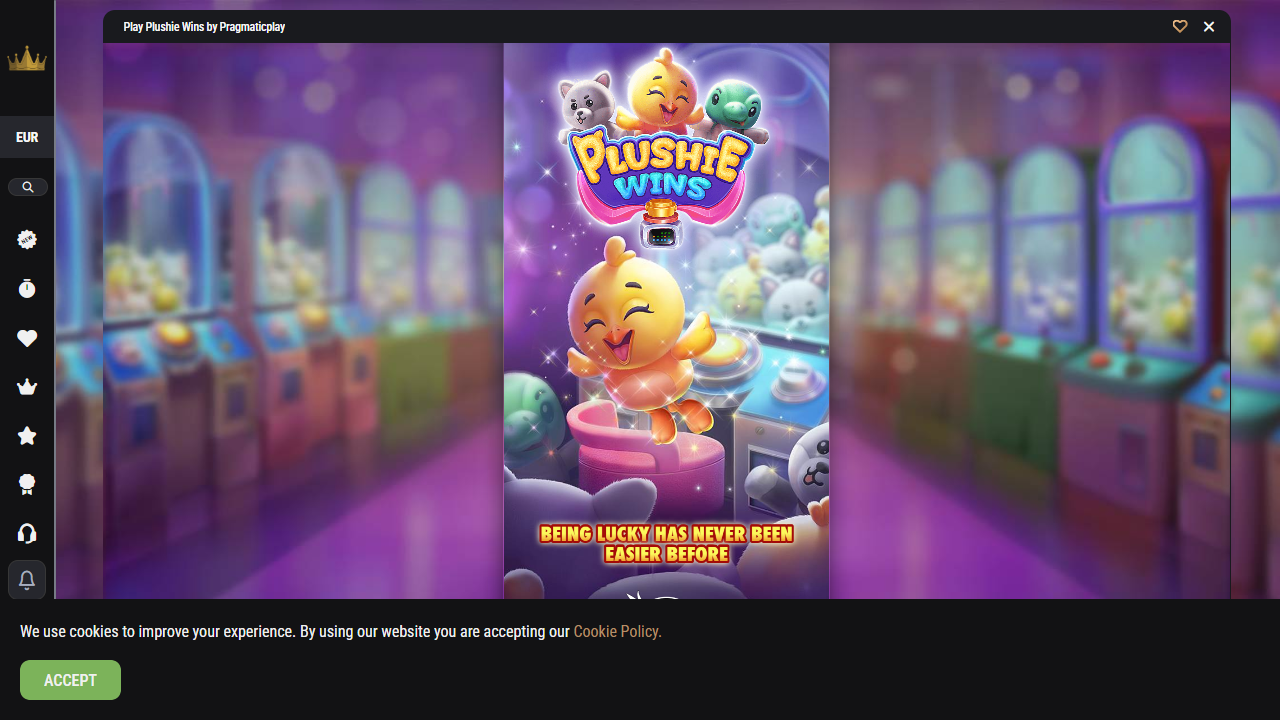 Play Plushie Wins by Pragmaticplay
EUR
NEW
PLUSHIE
WINS
BEING LUCKY HAS NEVER BEEN
EASIER BEFORE
We use cookies to improve your experience. By using our website you are accepting our Cookie Policy.
ACCEPT